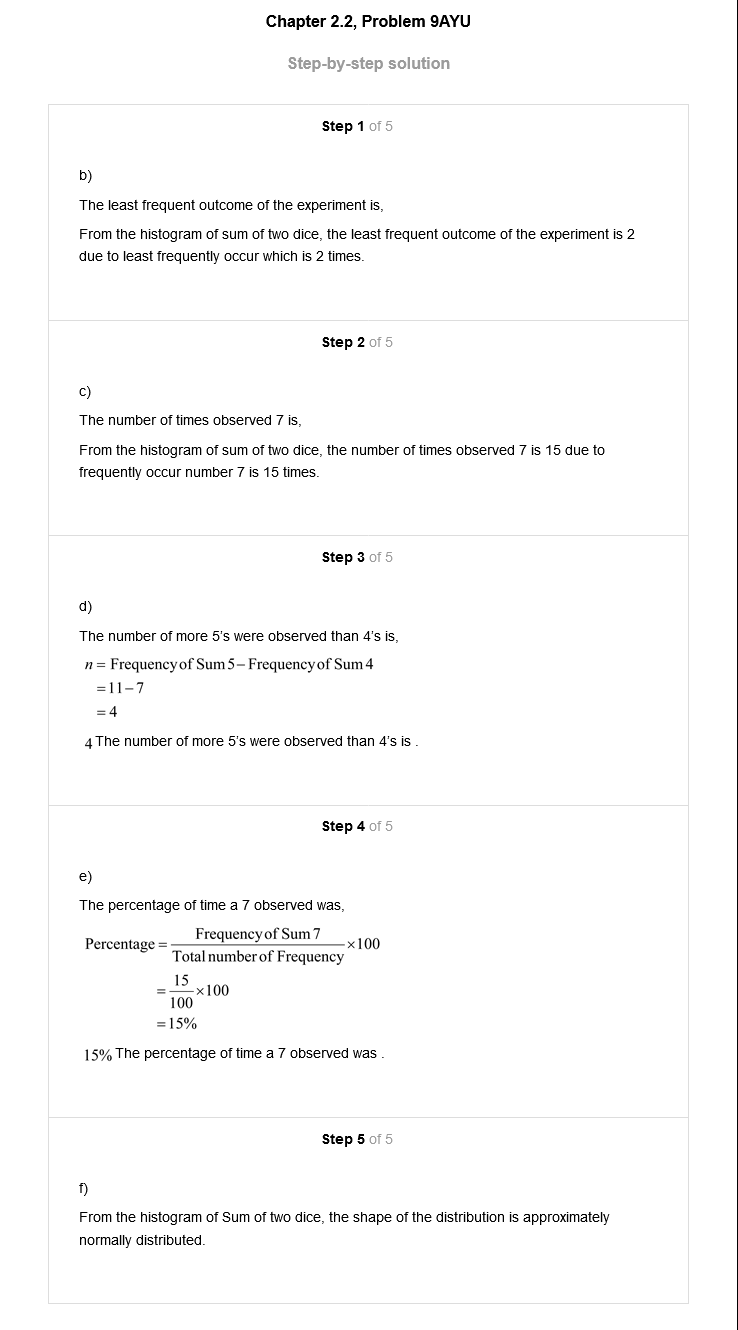 Chapter 2.2, Problem 9AYU
Step-by-step solution
Step 1 of 5
b)
The least frequent outcome of the experiment is,
From the histogram of sum of two dice, the least frequent outcome of the experiment is 2
due to least frequently occur which is 2 times.
Step 2 of 5
c)
The number of times observed 7 is,
From the histogram of sum of two dice, the number of times observed 7 is 15 due to
frequently occur number 7 is 15 times.
Step 3 of 5
d)
The number of more 5's were observed than 4's is,
n = Frequency of Sum 5 – Frequency of Sum 4
= 11 – 7
= 4
4 The number of more 5's were observed than 4's is .
Step 4 of 5
e)
The percentage of time a 7 observed was,
Percentage = Frequency of Sum 7 / Total number of Frequency × 100
= 15 / 100 × 100
= 15%
15% The percentage of time a 7 observed was .
Step 5 of 5
f)
From the histogram of Sum of two dice, the shape of the distribution is approximately
normally distributed.